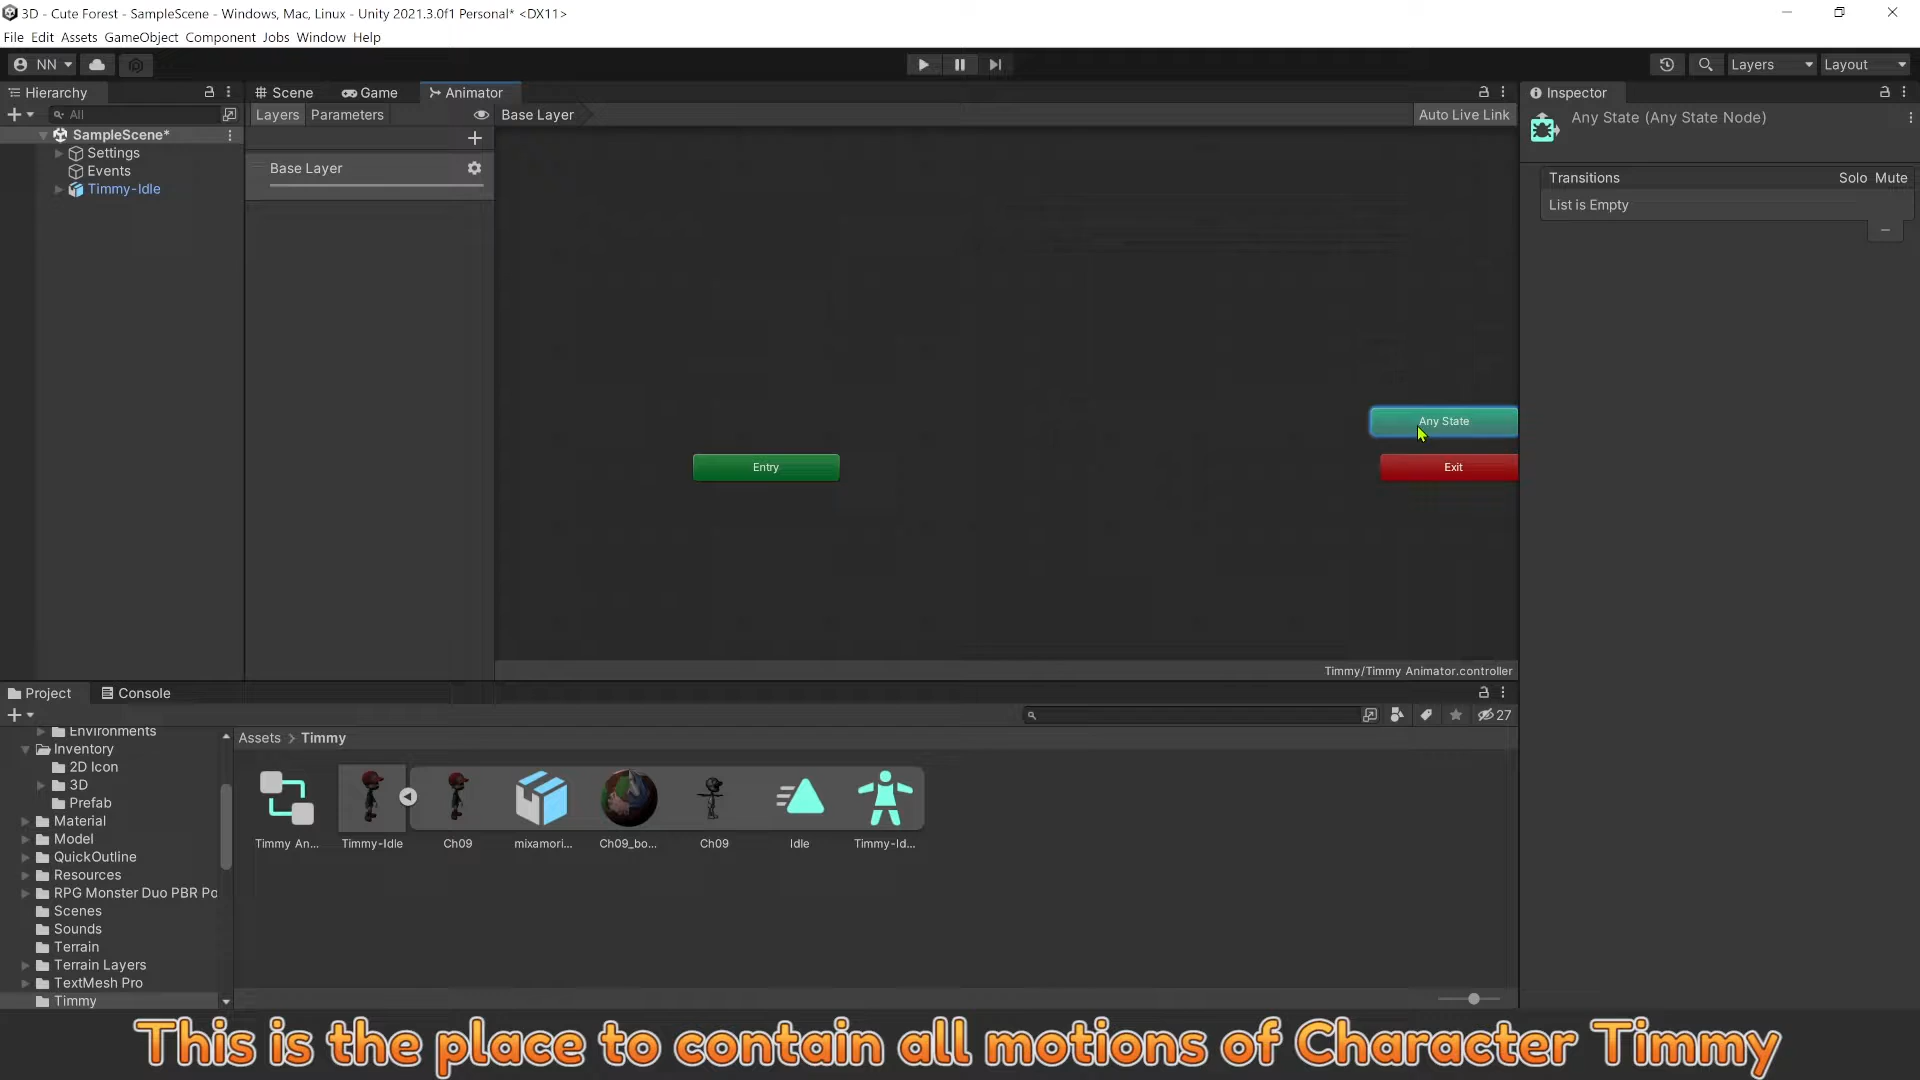 3D - Cute Forest - SampleScene - Windows, Mac, Linux - Unity 2021.3.0f1 Personal* <DX11>
File Edit Assets GameObject Component Jobs Window Help
NN Layers Layout
Hierarchy
All
SampleScene*
Settings
Events
Timmy-Idle
Scene Game Animator
Layers Parameters Base Layer Auto Live Link
Base Layer
Any State
Entry
Exit
Timmy/Timmy Animator.controller
Inspector
Any State (Any State Node)
Transitions Solo Mute
List is Empty
Project Console
27
Environments
Inventory
2D Icon
3D
Prefab
Material
Model
QuickOutline
Resources
RPG Monster Duo PBR Po
Scenes
Sounds
Terrain
Terrain Layers
TextMesh Pro
Timmy
Assets > Timmy
Timmy An... Timmy-Idle Ch09 mixamori... Ch09_bo... Ch09 Idle Timmy-Id...
This is the place to contain all motions of Character Timmy